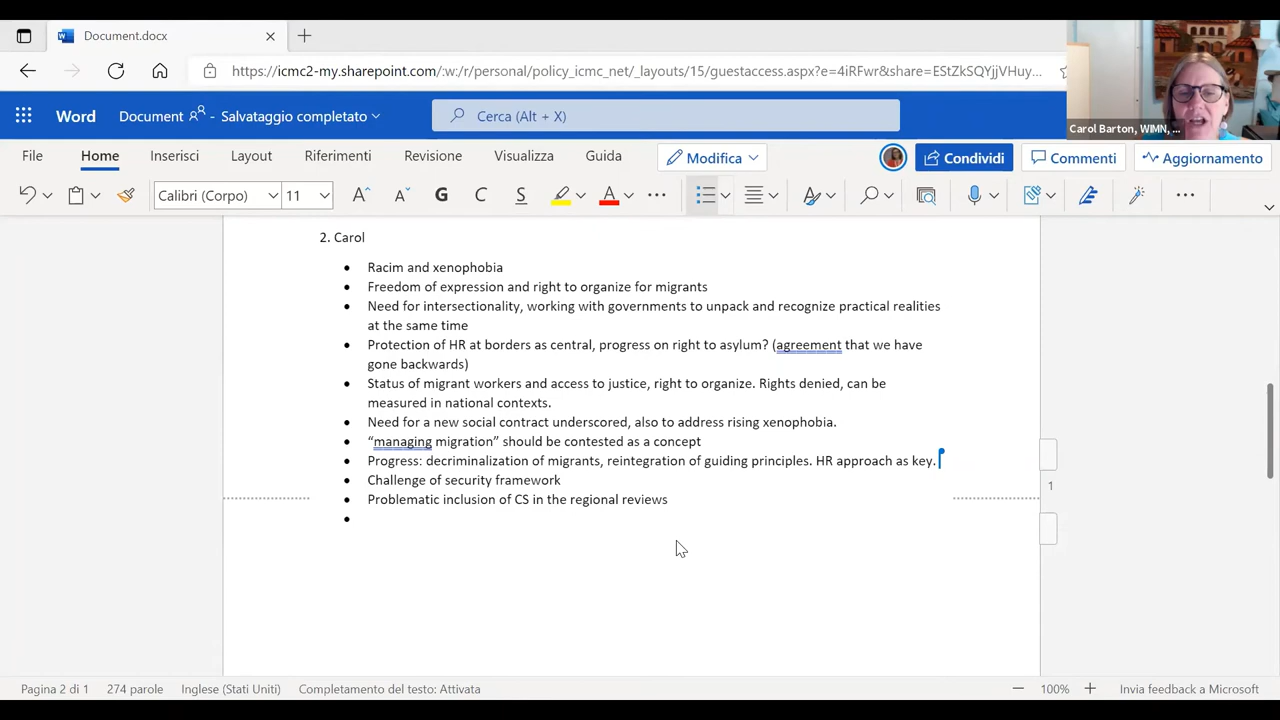 Document.docx
https://icmc2-my.sharepoint.com/:w:/r/personal/policy_icmc_net/_layouts/15/guestaccess.aspx?e=4iRFwr&share=EStZkSQYjjVHuy...
Carol Barton, WIMN, ...
Word Document - Salvataggio completato
Cerca (Alt + X)
File Home Inserisci Layout Riferimenti Revisione Visualizza Guida Modifica Condividi Commenti Aggiornamento
Calibri (Corpo) 11 A A G C S A
2. Carol
• Racim and xenophobia
• Freedom of expression and right to organize for migrants
• Need for intersectionality, working with governments to unpack and recognize practical realities
at the same time
• Protection of HR at borders as central, progress on right to asylum? (agreement that we have
gone backwards)
• Status of migrant workers and access to justice, right to organize. Rights denied, can be
measured in national contexts.
• Need for a new social contract underscored, also to address rising xenophobia.
• “managing migration” should be contested as a concept
• Progress: decriminalization of migrants, reintegration of guiding principles. HR approach as key.
• Challenge of security framework
1
• Problematic inclusion of CS in the regional reviews
•
Pagina 2 di 1 274 parole Inglese (Stati Uniti) Completamento del testo: Attivata 100% Invia feedback a Microsoft